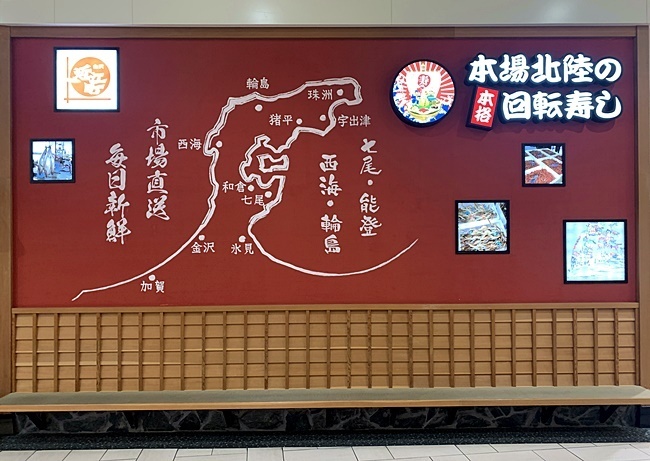 本場北陸の
本格
回転寿し
寿
輪島
珠洲
猪平
宇出津
西海
和倉
七尾
金沢
氷見
加賀
市場直送
毎日新鮮
七尾・能登
西海・輪島